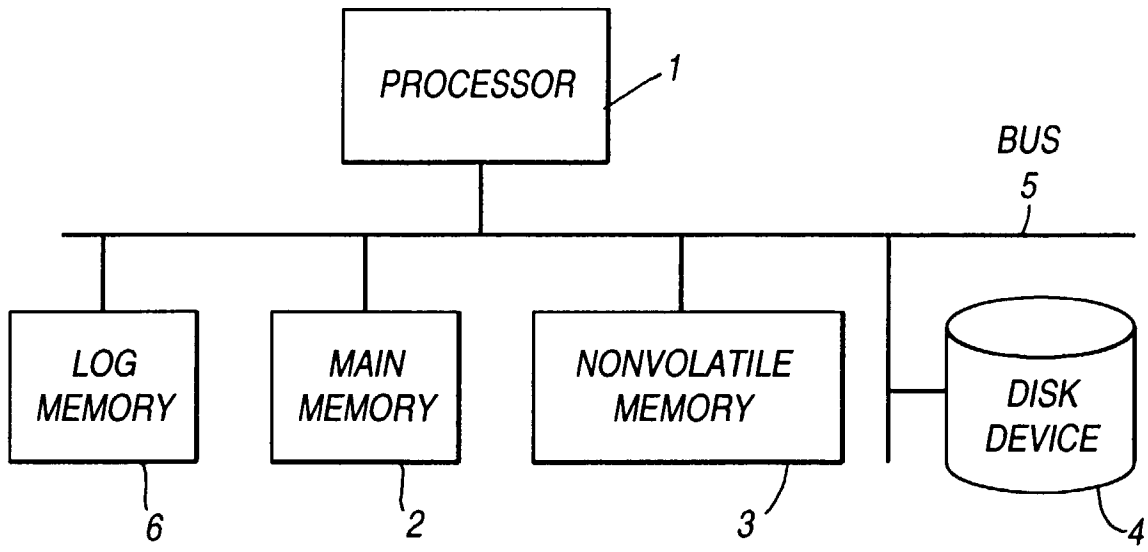 PROCESSOR
1
BUS
5
LOG
MEMORY
6
MAIN
MEMORY
2
NONVOLATILE
MEMORY
3
DISK
DEVICE
4